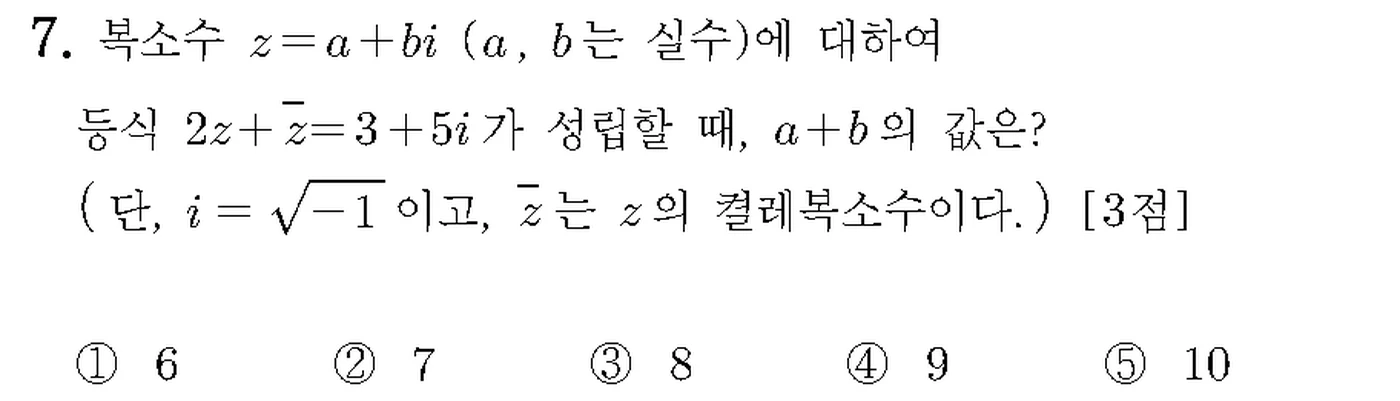 7. 복소수 z=a+bi (a, b는 실수)에 대하여
등식 2z+z̅=3+5i가 성립할 때, a+b의 값은?
(단, i=√-1 이고, z̅는 z의 켤레복소수이다.) [3점]
① 6 ② 7 ③ 8 ④ 9 ⑤ 10